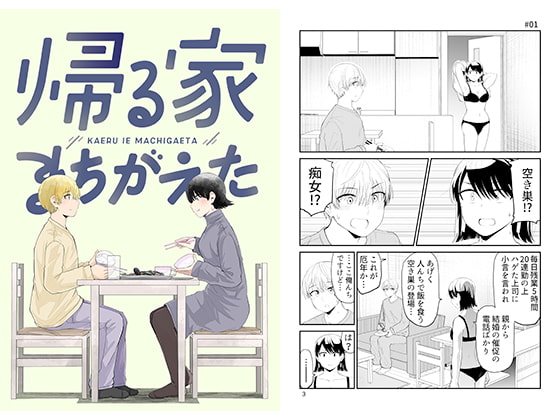 帰る家
KAERU IE MACHIGAETA
まちがえた
#01
空き巣!?
痴女!?
毎日残業5時間
20連勤の上
ハゲた上司に
小言を言われ
親から
結婚の催促の
電話ばかり
あげく
人んちで飯を食う
空き巣の登場…
これが
厄年か…
…ここ俺んち
ですけど…
は?
3